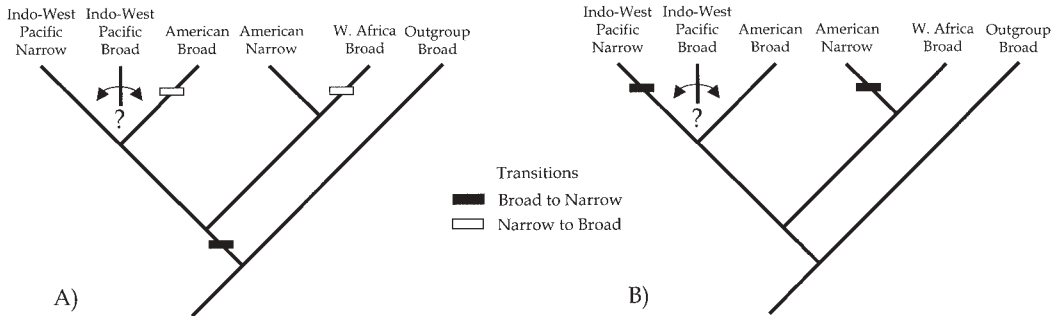 Indo-West
Pacific
Narrow
Indo-West
Pacific
Broad
American
Broad
American
Narrow
W. Africa
Broad
Outgroup
Broad
?
A)
Transitions
Broad to Narrow
Narrow to Broad
Indo-West
Pacific
Narrow
Indo-West
Pacific
Broad
American
Broad
American
Narrow
W. Africa
Broad
Outgroup
Broad
?
B)